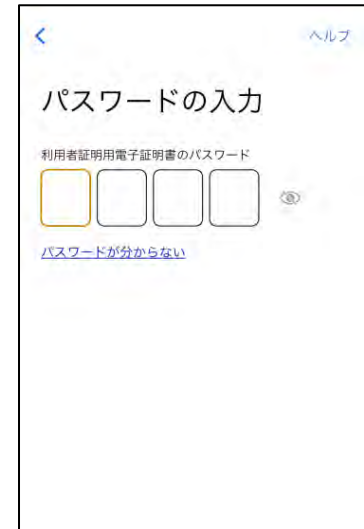 ヘルプ
パスワードの入力
利用者証明用電子証明書のパスワード
パスワードが分からない